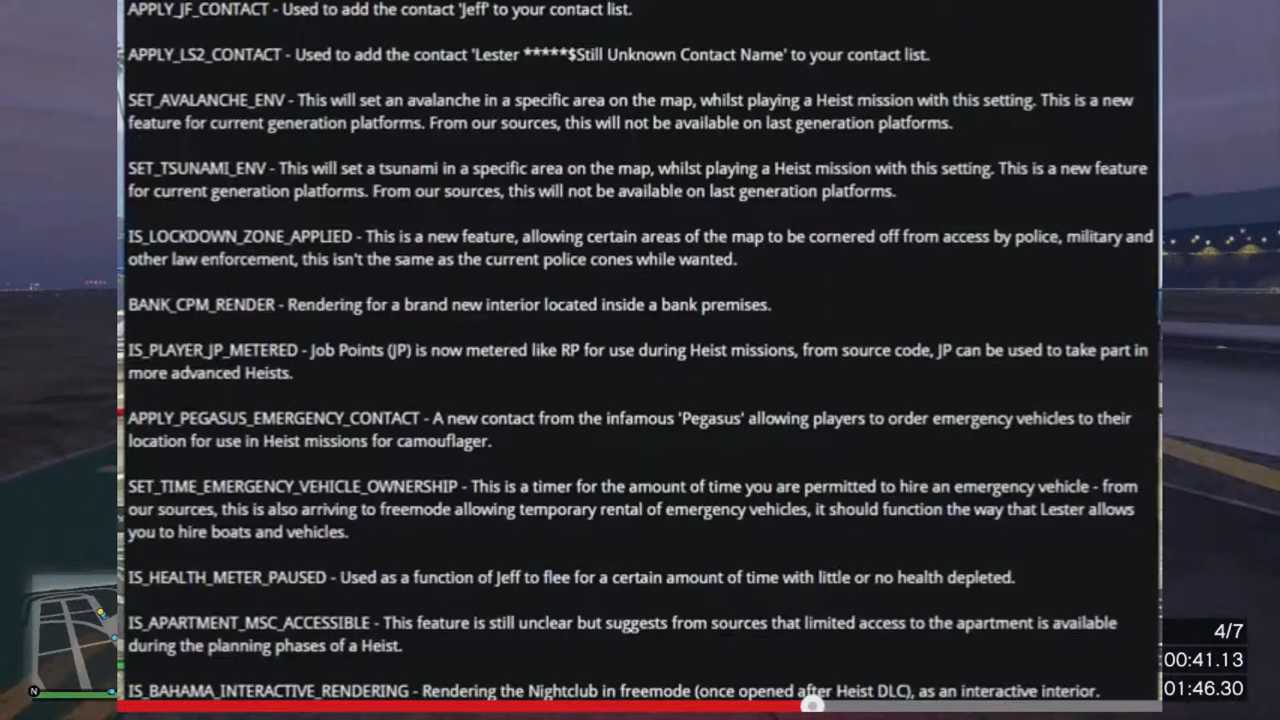 APPLY_JF_CONTACT - Used to add the contact 'Jeff' to your contact list.
APPLY_LS2_CONTACT - Used to add the contact 'Lester *****$Still Unknown Contact Name' to your contact list.
SET_AVALANCHE_ENV - This will set an avalanche in a specific area on the map, whilst playing a Heist mission with this setting. This is a new
feature for current generation platforms. From our sources, this will not be available on last generation platforms.
SET_TSUNAMI_ENV - This will set a tsunami in a specific area on the map, whilst playing a Heist mission with this setting. This is a new feature
for current generation platforms. From our sources, this will not be available on last generation platforms.
IS_LOCKDOWN_ZONE_APPLIED - This is a new feature, allowing certain areas of the map to be cornered off from access by police, military and
other law enforcement, this isn't the same as the current police cones while wanted.
BANK_CPM_RENDER - Rendering for a brand new interior located inside a bank premises.
IS_PLAYER_JP_METERED - Job Points (JP) is now metered like RP for use during Heist missions, from source code, JP can be used to take part in
more advanced Heists.
APPLY_PEGASUS_EMERGENCY_CONTACT - A new contact from the infamous 'Pegasus' allowing players to order emergency vehicles to their
location for use in Heist missions for camouflager.
SET_TIME_EMERGENCY_VEHICLE_OWNERSHIP - This is a timer for the amount of time you are permitted to hire an emergency vehicle - from
our sources, this is also arriving to freemode allowing temporary rental of emergency vehicles, it should function the way that Lester allows
you to hire boats and vehicles.
IS_HEALTH_METER_PAUSED - Used as a function of Jeff to flee for a certain amount of time with little or no health depleted.
IS_APARTMENT_MSC_ACCESSIBLE - This feature is still unclear but suggests from sources that limited access to the apartment is available
during the planning phases of a Heist.
IS_BAHAMA_INTERACTIVE_RENDERING - Rendering the Nightclub in freemode (once opened after Heist DLC), as an interactive interior.
4/7
00:41.13
01:46.30
N